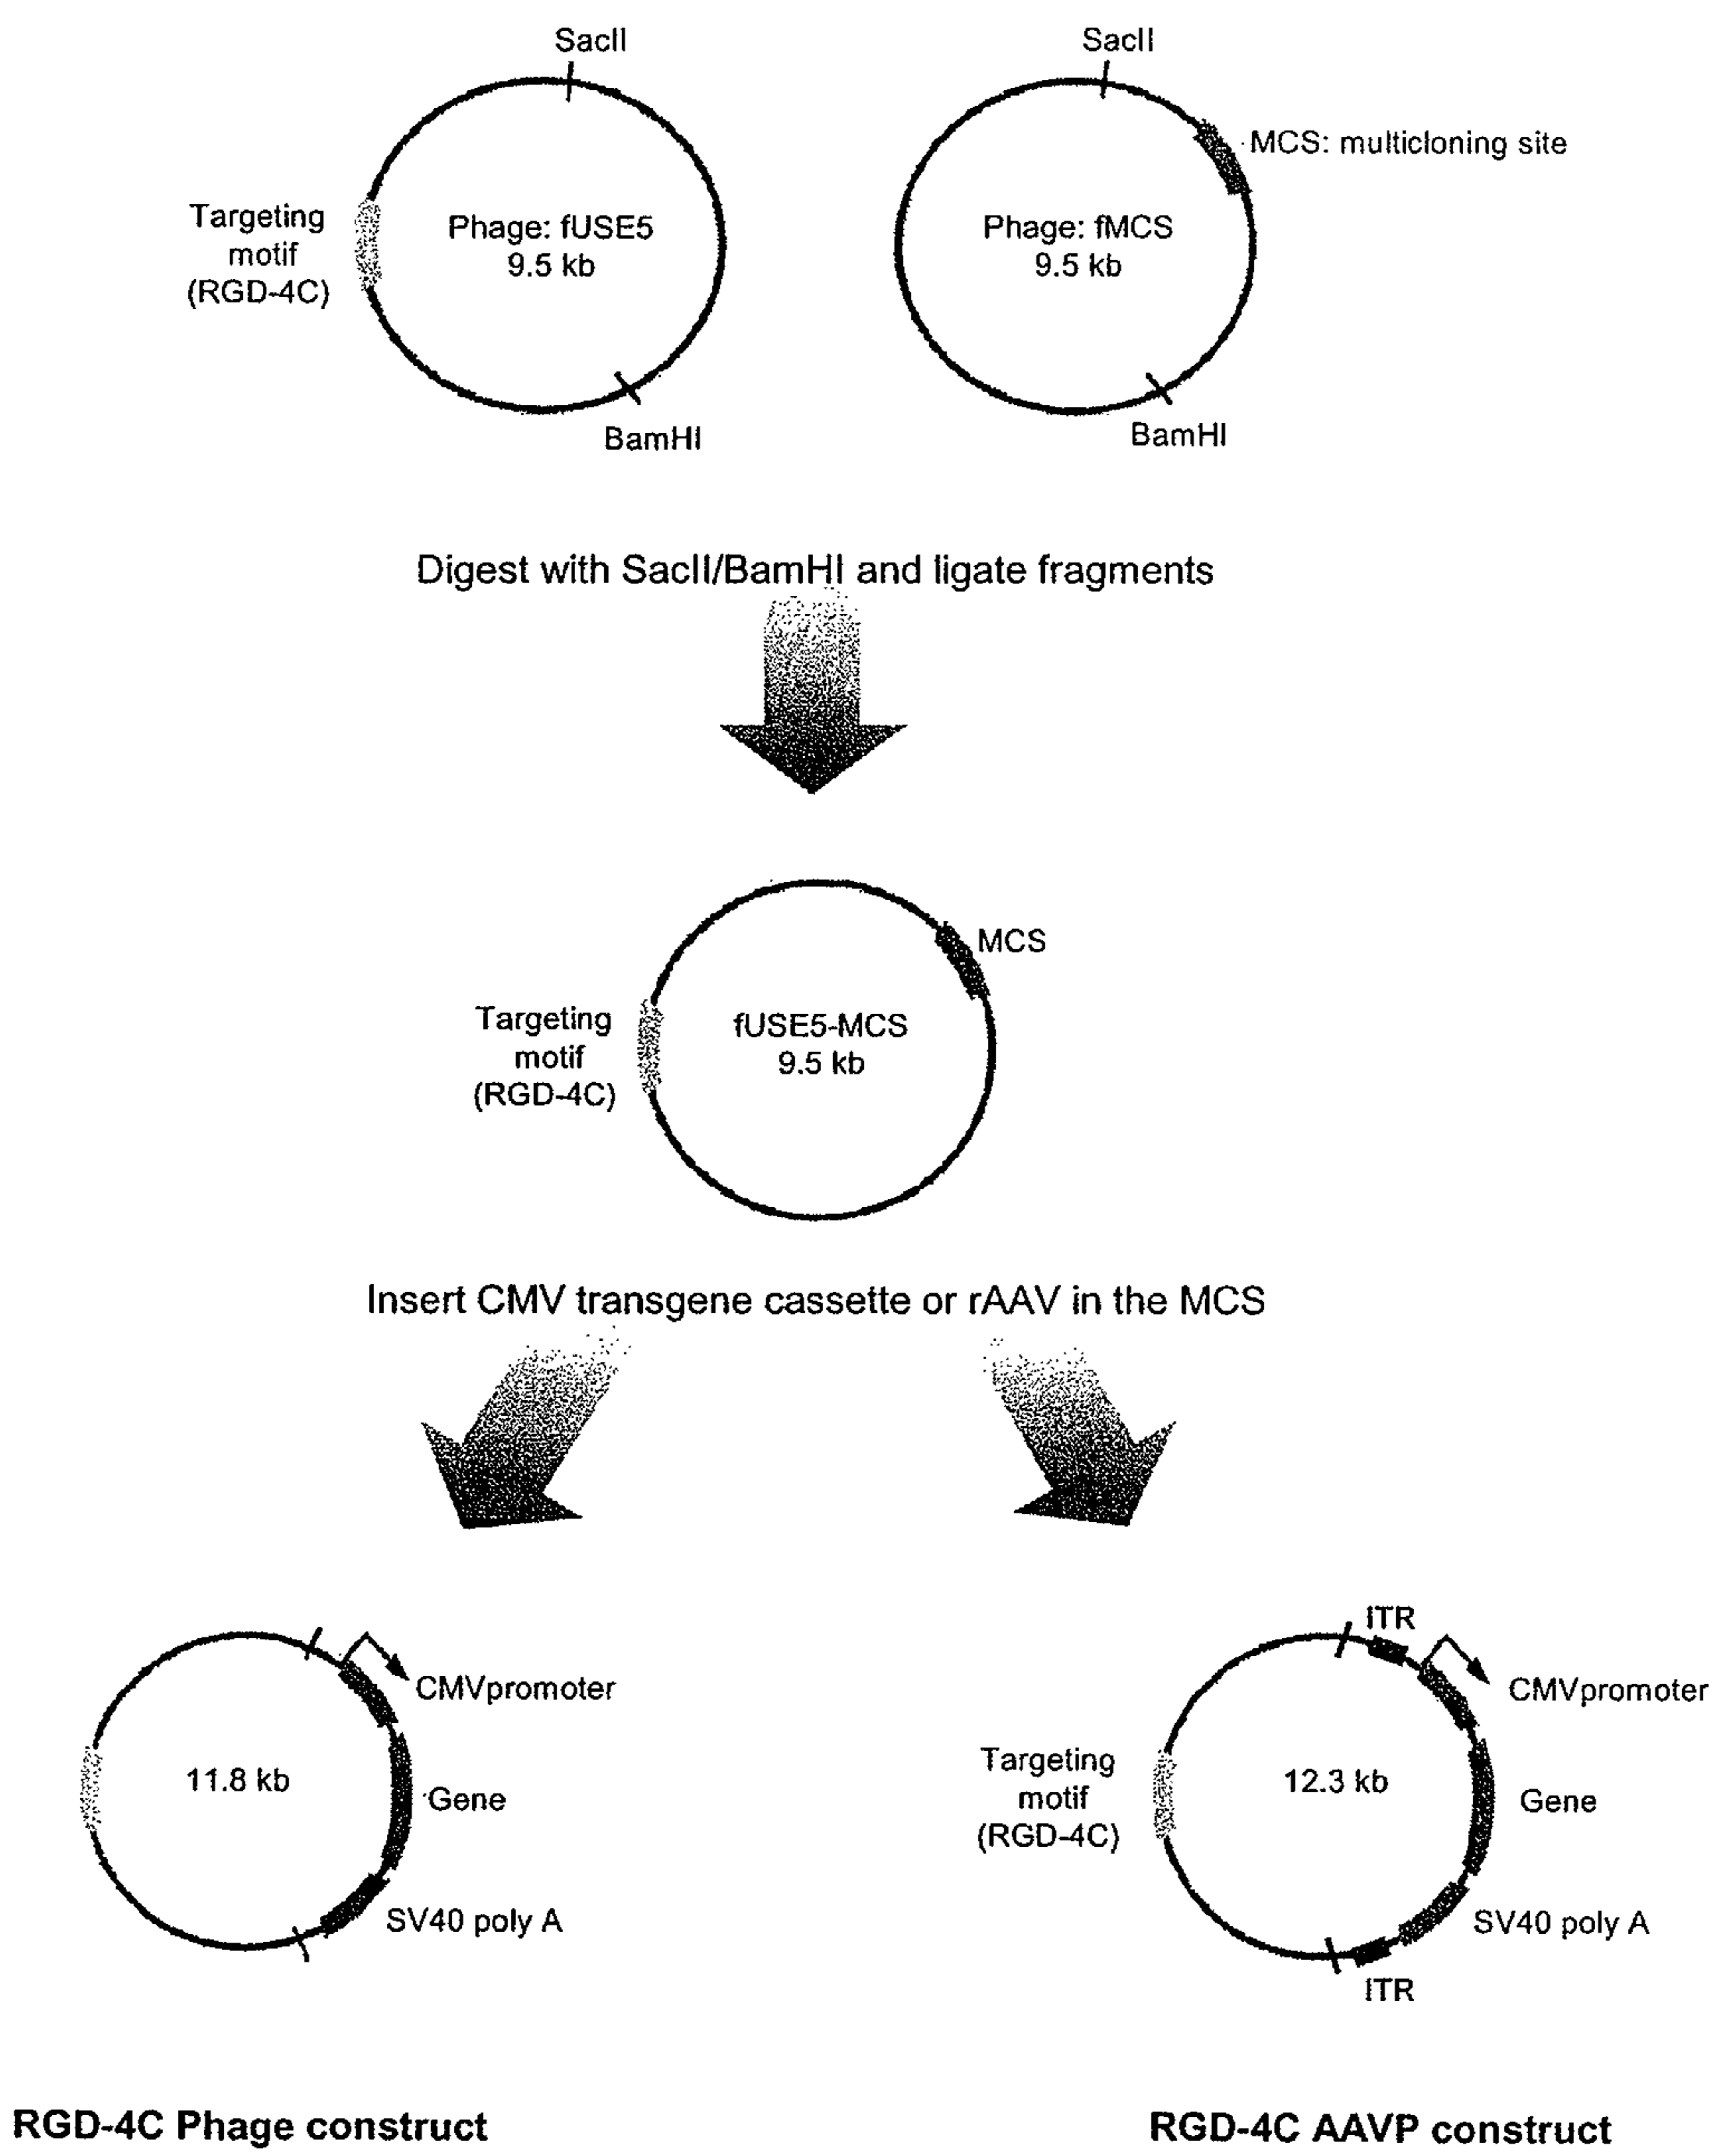 SacII
SacII
MCS: multicloning site
Targeting
motif
(RGD-4C)
Phage: fUSE5
9.5 kb
Phage: fMCS
9.5 kb
BamHI
BamHI
Digest with SacII/BamHI and ligate fragments
MCS
Targeting
motif
(RGD-4C)
fUSE5-MCS
9.5 kb
Insert CMV transgene cassette or rAAV in the MCS
CMVpromoter
11.8 kb
Gene
SV40 poly A
ITR
CMVpromoter
Targeting
motif
(RGD-4C)
12.3 kb
Gene
SV40 poly A
ITR
RGD-4C Phage construct
RGD-4C AAVP construct